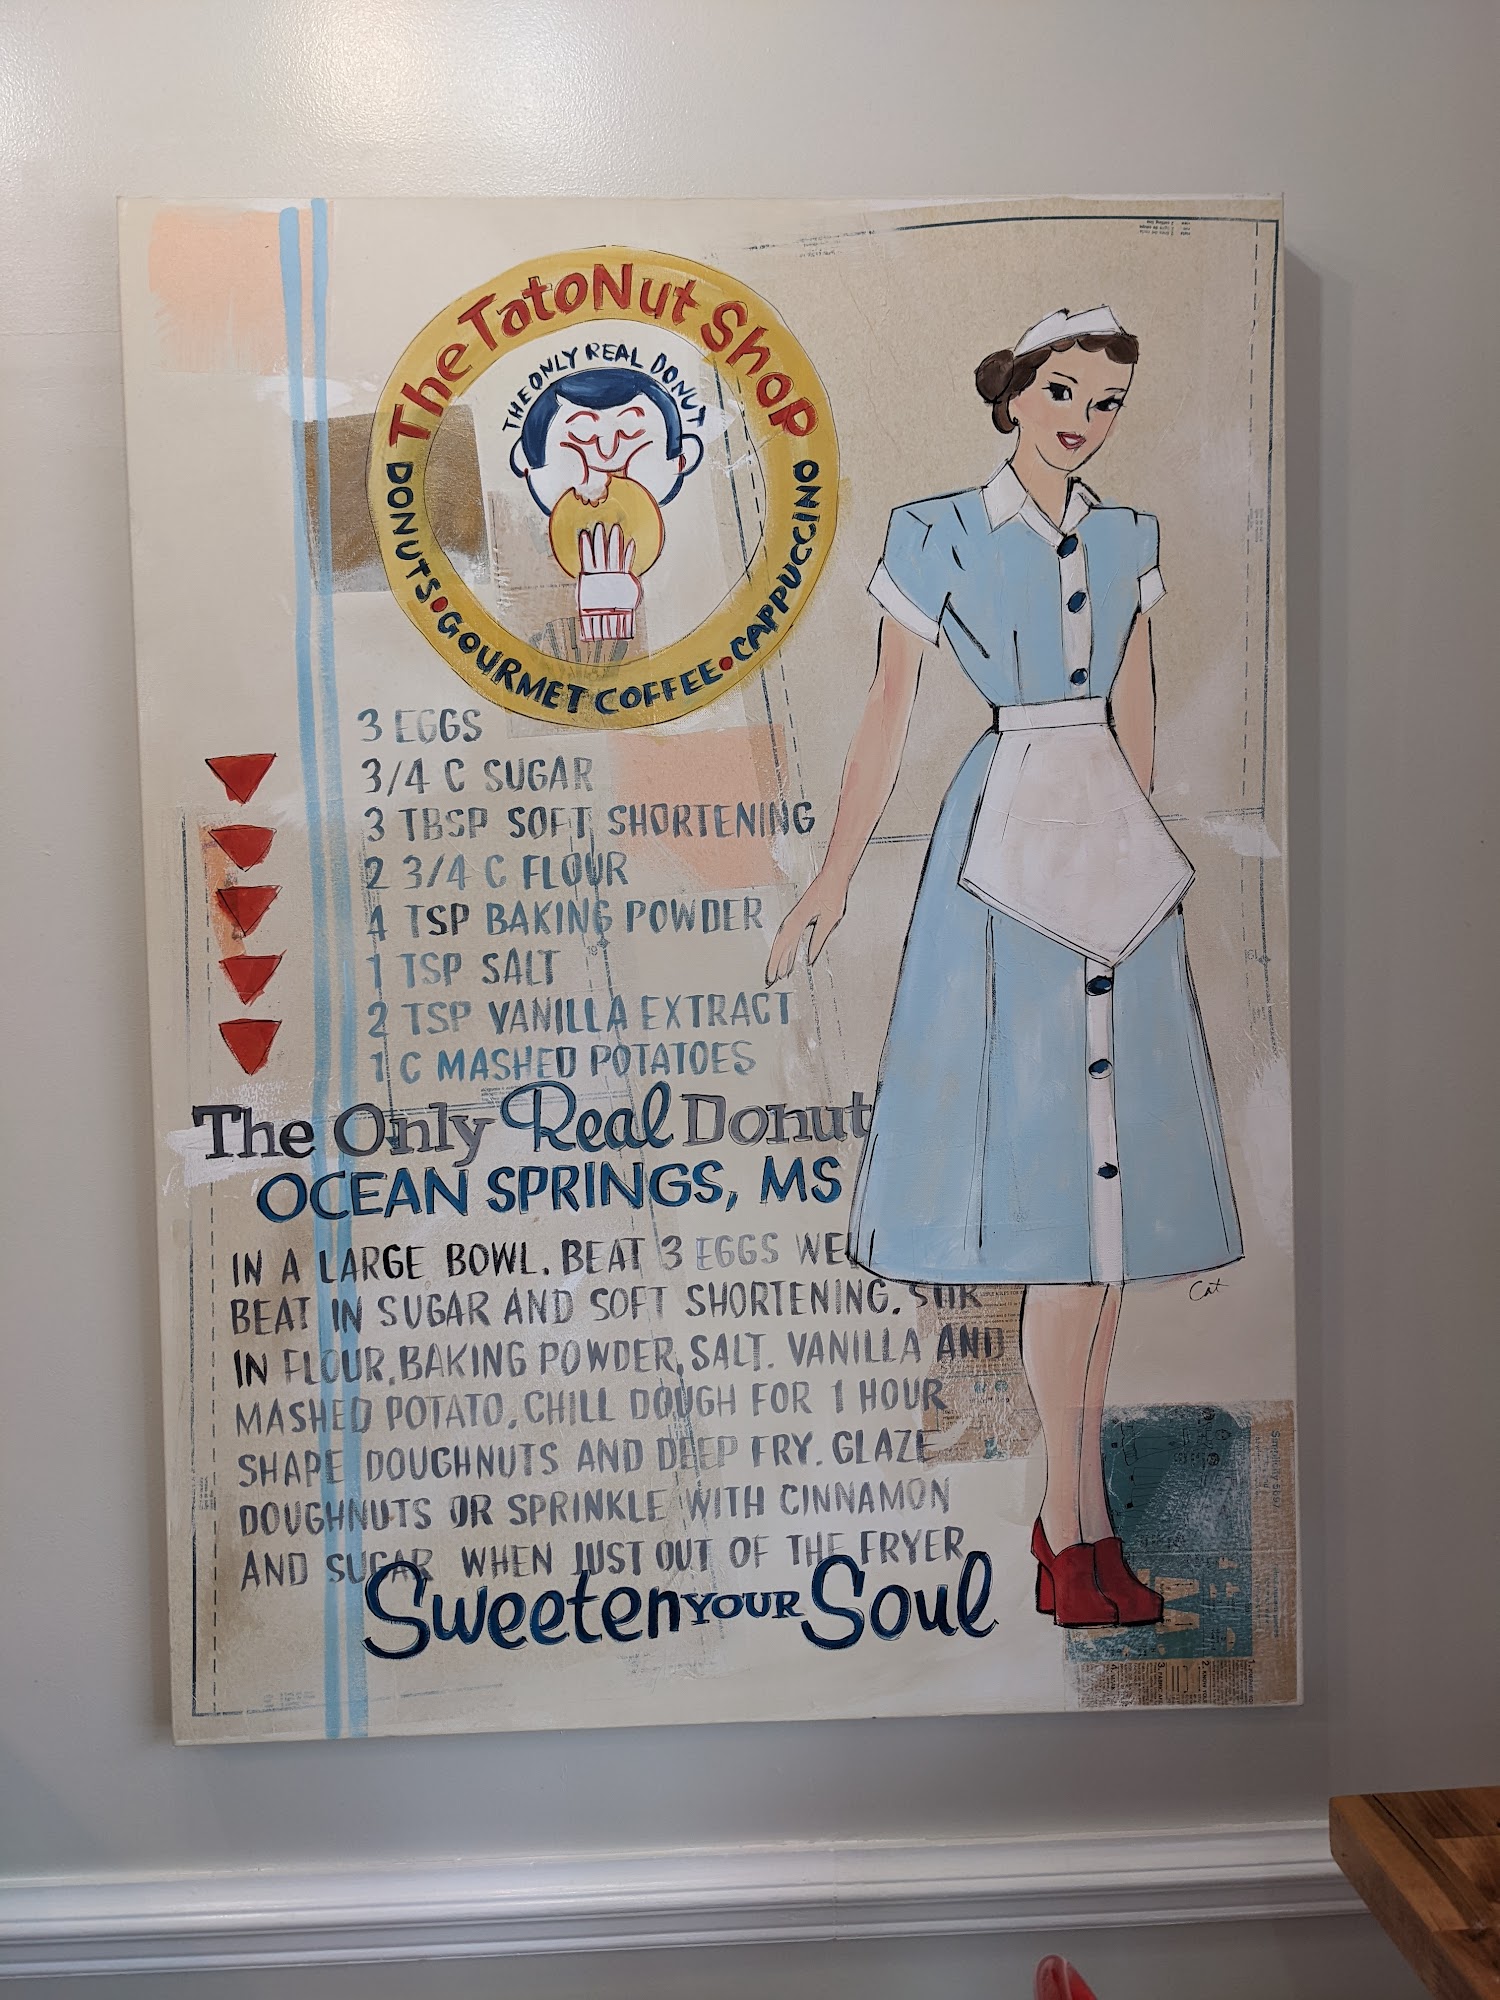 The TatoNut Shop
THE ONLY REAL DONUT
DONUTS • GOURMET COFFEE • CAPPUCCINO
3 EGGS
3/4 C SUGAR
3 TBSP SOFT SHORTENING
2 3/4 C FLOUR
4 TSP BAKING POWDER
1 TSP SALT
2 TSP VANILLA EXTRACT
1 C MASHED POTATOES
The Only Real Donut
OCEAN SPRINGS, MS
IN A LARGE BOWL. BEAT 3 EGGS
BEAT IN SUGAR AND SOFT SHORTENING. STIR
IN FLOUR, BAKING POWDER, SALT. VANILLA AND
MASHED POTATO, CHILL DOUGH FOR 1 HOUR
SHAPE DOUGHNUTS AND DEEP FRY. GLAZE
DOUGHNUTS OR SPRINKLE WITH CINNAMON
AND SUGAR WHEN JUST OUT OF THE FRYER
Sweeten YOUR Soul
Cat